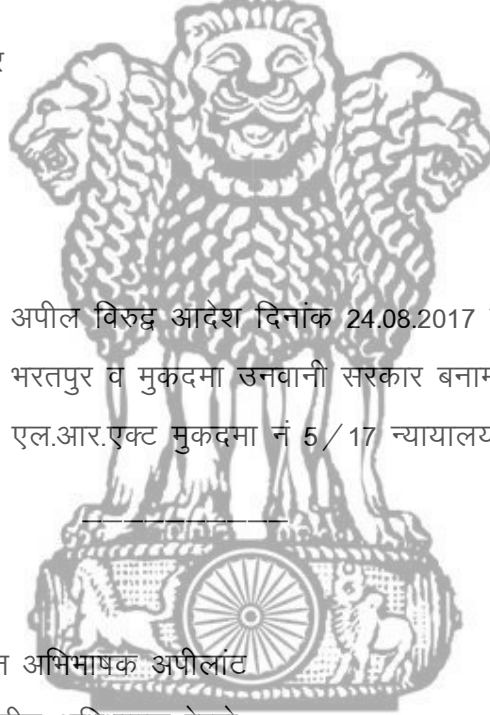 अपील विरुद्ध आदेश दिनांक 24.08.2017
भरतपुर व मुकदमा उनवानी सरकार बनाम
एल.आर.एक्ट मुकदमा नं 5/17 न्यायालय
----------
अभिभाषक अपीलांट